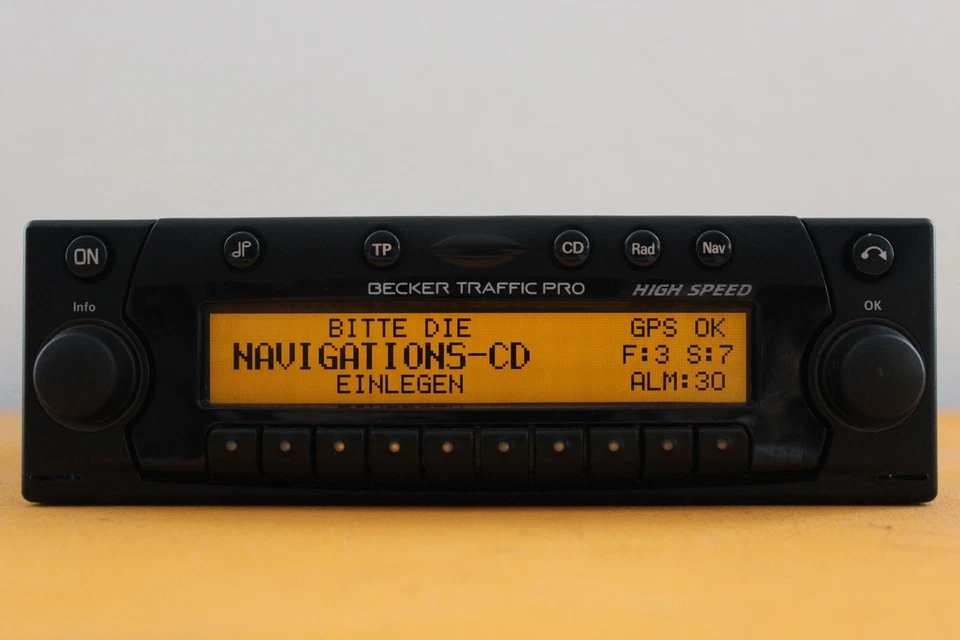 ON
TP
CD
Rad
Nav
Info
BECKER TRAFFIC PRO
HIGH SPEED
OK
BITTE DIE
NAVIGATIONS-CD
EINLEGEN
GPS OK
F:3 S:7
ALM:30